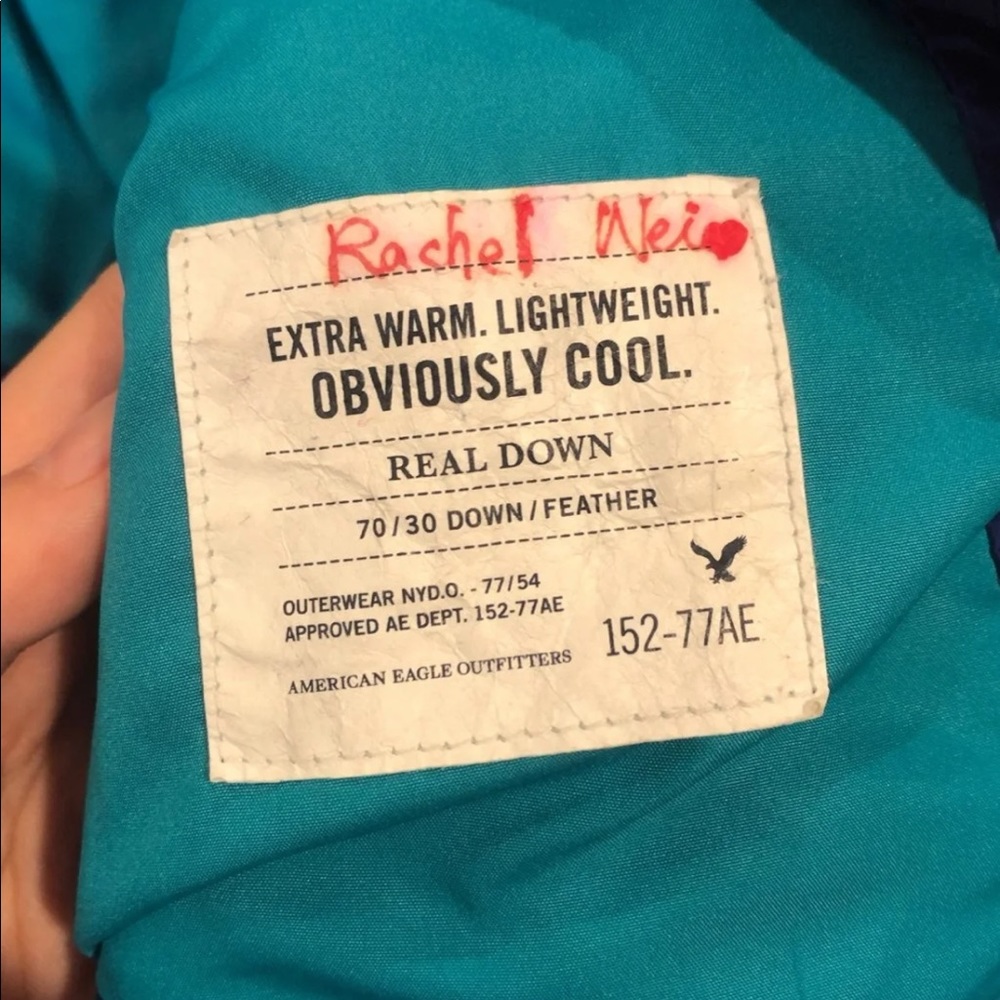 Rachel
EXTRA WARM. LIGHTWEIGHT.
OBVIOUSLY COOL.
REAL DOWN
70/30 DOWN/FEATHER
OUTERWEAR NYD.O. - 77/54
APPROVED AE DEPT. 152-77AE
152-77AE
AMERICAN EAGLE OUTFITTERS